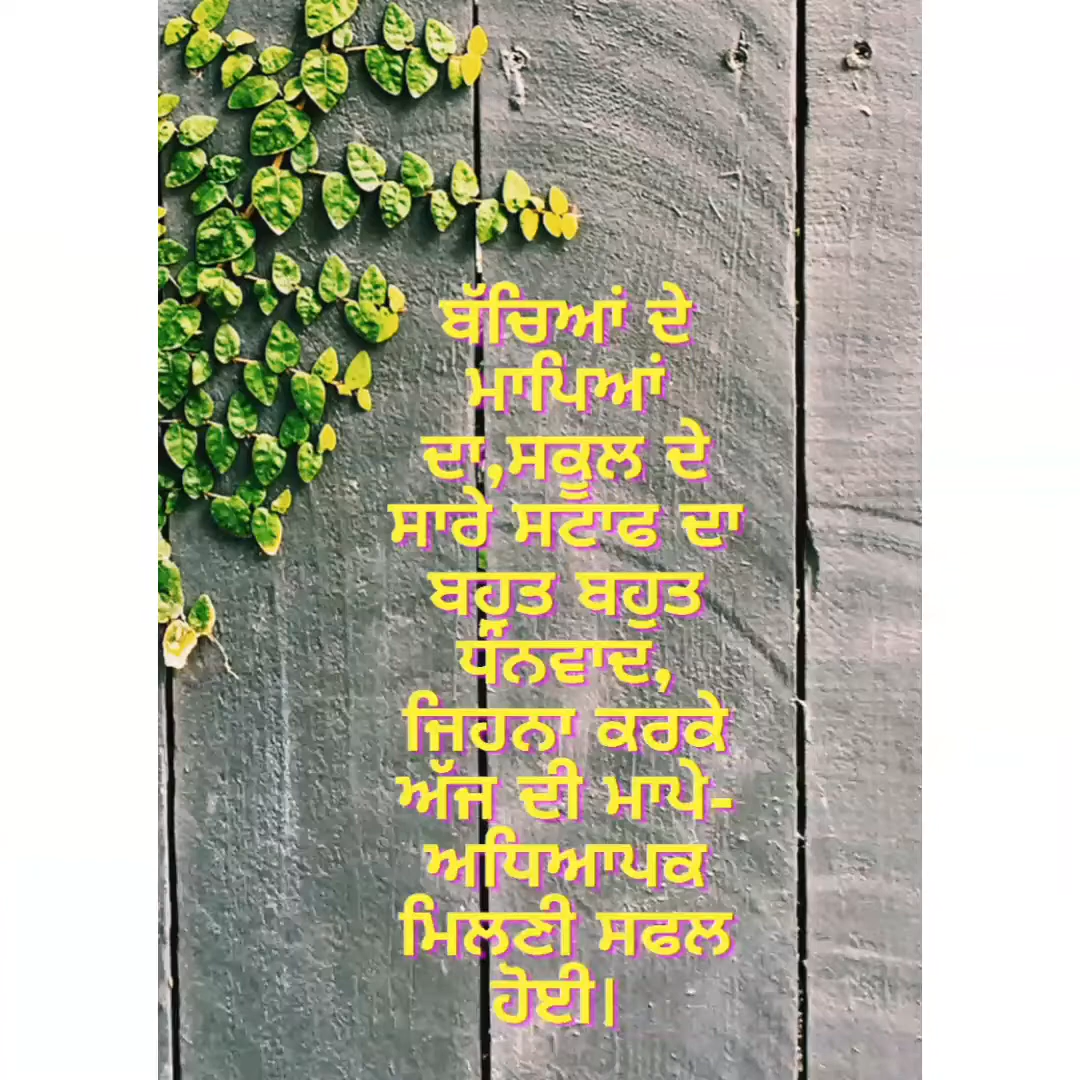 ਬੱਚਿਆਂ ਦੇ
ਮਾਪਿਆਂ
ਦਾ,ਸਕੂਲ ਦੇ
ਸਾਰੇ ਸਟਾਫ ਦਾ
ਬਹੁਤ ਬਹੁਤ
ਧੰਨਵਾਦ,
ਜਿਹਨਾ ਕਰਕੇ
ਅੱਜ ਦੀ ਮਾਪੇ-
ਅਧਿਆਪਕ
ਮਿਲਣੀ ਸਫਲ
ਹੋਈ।